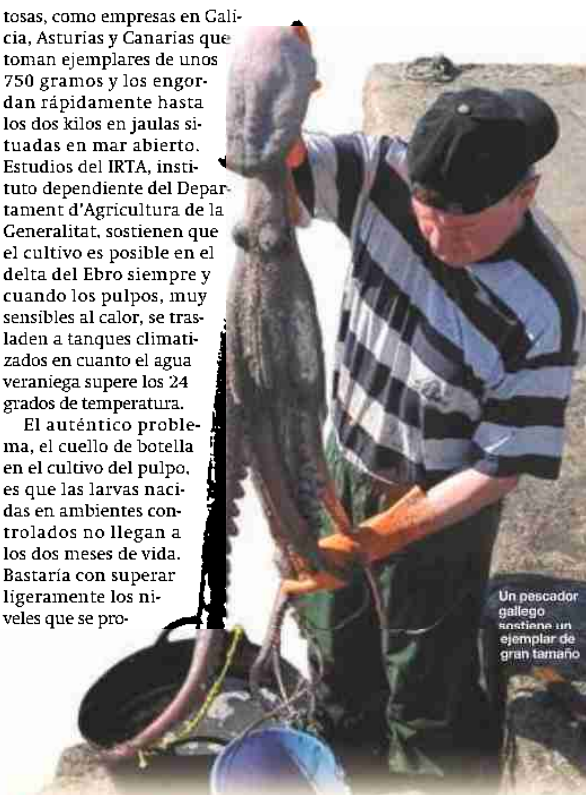 tosas, como empresas en Gali-
cia, Asturias y Canarias que
toman ejemplares de unos
750 gramos y los engor-
dan rápidamente hasta
los dos kilos en jaulas si-
tuadas en mar abierto.
Estudios del IRTA, insti-
tuto dependiente del Depar-
tament d'Agricultura de la
Generalitat, sostienen que
el cultivo es posible en el
delta del Ebro siempre y
cuando los pulpos, muy
sensibles al calor, se tras-
laden a tanques climati-
zados en cuanto el agua
veraniega supere los 24
grados de temperatura.
El auténtico proble-
ma, el cuello de botella
en el cultivo del pulpo,
es que las larvas naci-
das en ambientes con-
trolados no llegan a
los dos meses de vida.
Bastaría con superar
ligeramente los ni-
veles que se pro-
Un pescador
gallego
sostiene un
ejemplar de
gran tamaño